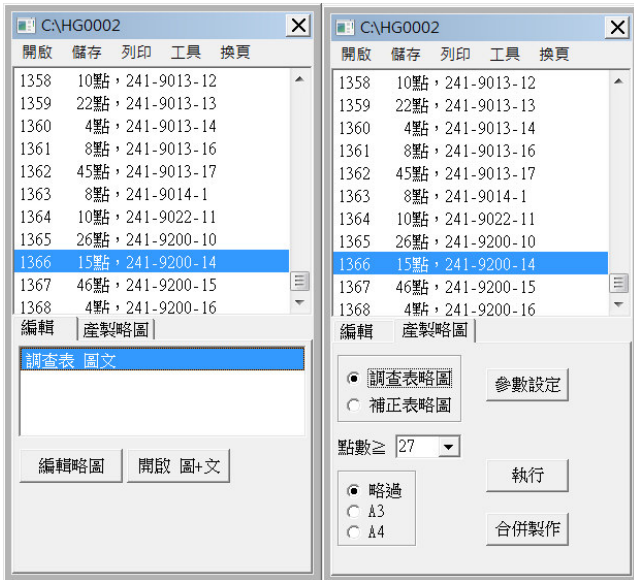 C:\HG0002
開啟 儲存 列印 工具 換頁
1358 10點，241-9013-12
1359 22點，241-9013-13
1360 4點，241-9013-14
1361 8點，241-9013-16
1362 45點，241-9013-17
1363 8點，241-9014-1
1364 10點，241-9022-11
1365 26點，241-9200-10
1366 15點，241-9200-14
1367 46點，241-9200-15
1368 4點，241-9200-16
編輯 產製略圖
調查表 圖文
編輯略圖 開啟 圖+文
C:\HG0002
開啟 儲存 列印 工具 換頁
1358 10點，241-9013-12
1359 22點，241-9013-13
1360 4點，241-9013-14
1361 8點，241-9013-16
1362 45點，241-9013-17
1363 8點，241-9014-1
1364 10點，241-9022-11
1365 26點，241-9200-10
1366 15點，241-9200-14
1367 46點，241-9200-15
1368 4點，241-9200-16
編輯 產製略圖
調查表略圖 參數設定
補正表略圖
點數≧ 27
略過 執行
A3
A4 合併製作